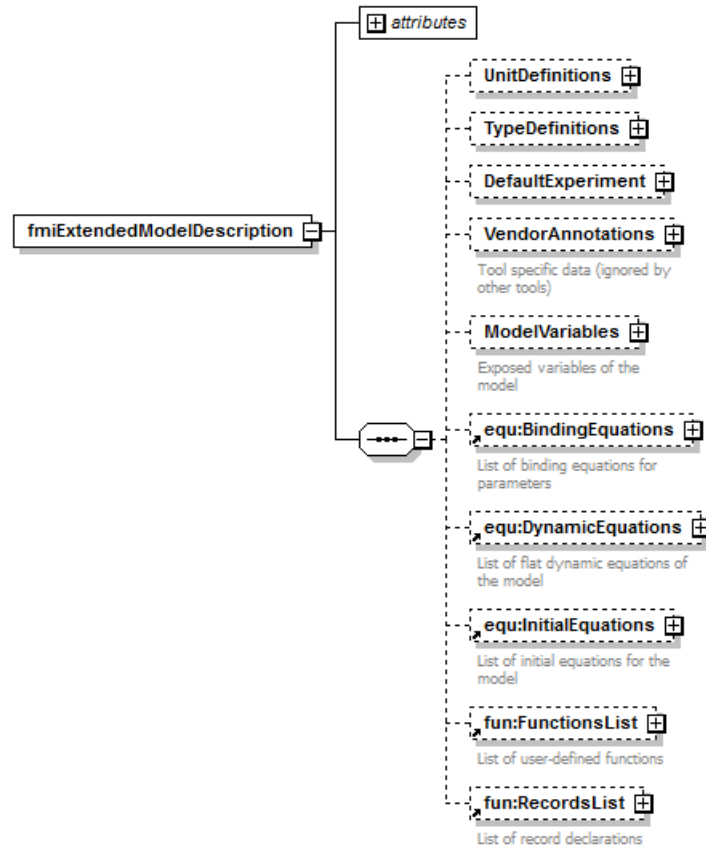 attributes
UnitDefinitions
TypeDefinitions
DefaultExperiment
fmiExtendedModelDescription
VendorAnnotations
Tool specific data (ignored by
other tools)
ModelVariables
Exposed variables of the
model
equ:BindingEquations
List of binding equations for
parameters
equ:DynamicEquations
List of flat dynamic equations of
the model
equ:InitialEquations
List of initial equations for the
model
fun:FunctionsList
List of user-defined functions
fun:RecordsList
List of record declarations